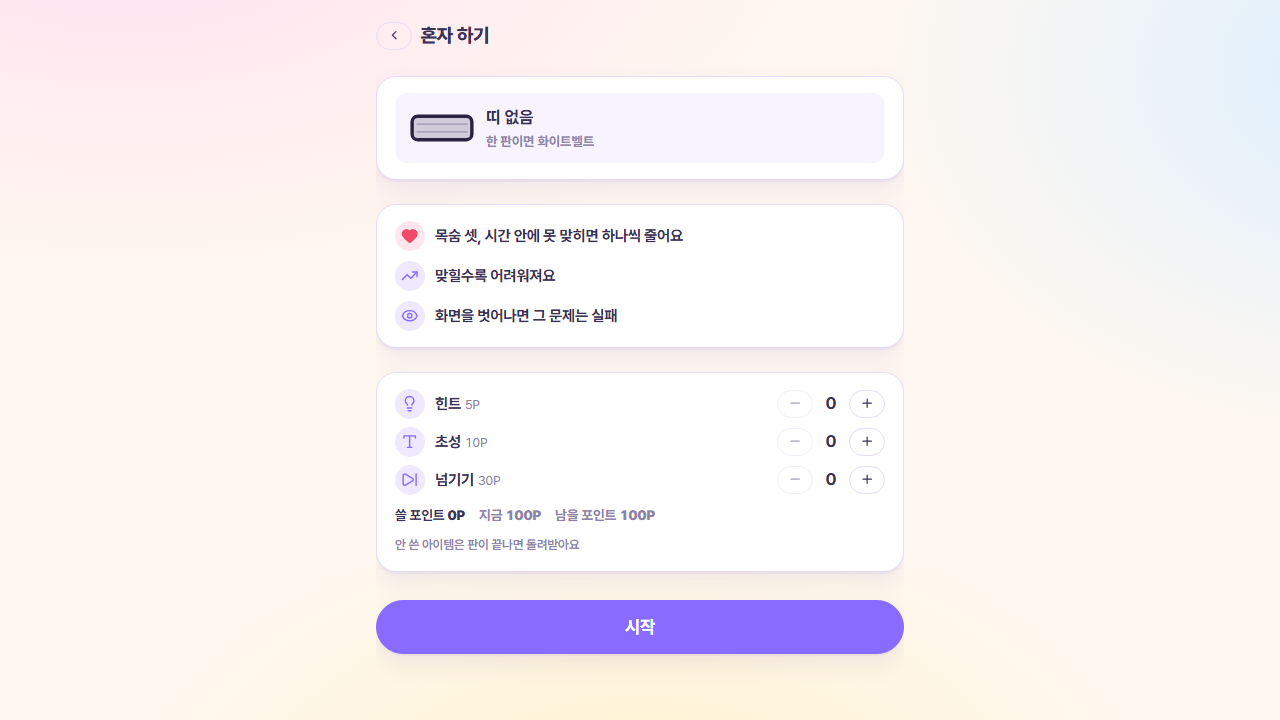 혼자 하기
띠 없음
한 판이면 화이트벨트
목숨 셋, 시간 안에 못 맞히면 하나씩 줄어요
맞힐수록 어려워져요
화면을 벗어나면 그 문제는 실패
힌트 5P − 0 +
초성 10P − 0 +
넘기기 30P − 0 +
쓸 포인트 0P 지금 100P 남을 포인트 100P
안 쓴 아이템은 판이 끝나면 돌려받아요
시작